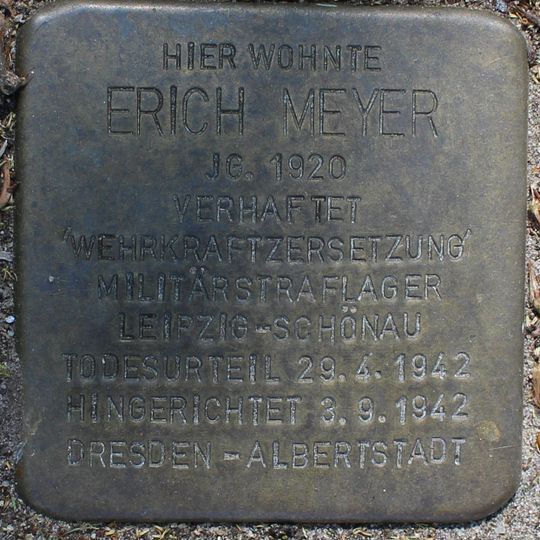 HIER WOHNTE
ERICH MEYER
JG. 1920
VERHAFTET
'WEHRKRAFTZERSETZUNG'
MILITÄRSTRAFLAGER
LEIPZIG-SCHÖNAU
TODESURTEIL 29.4.1942
HINGERICHTET 3.9.1942
DRESDEN-ALBERTSTADT